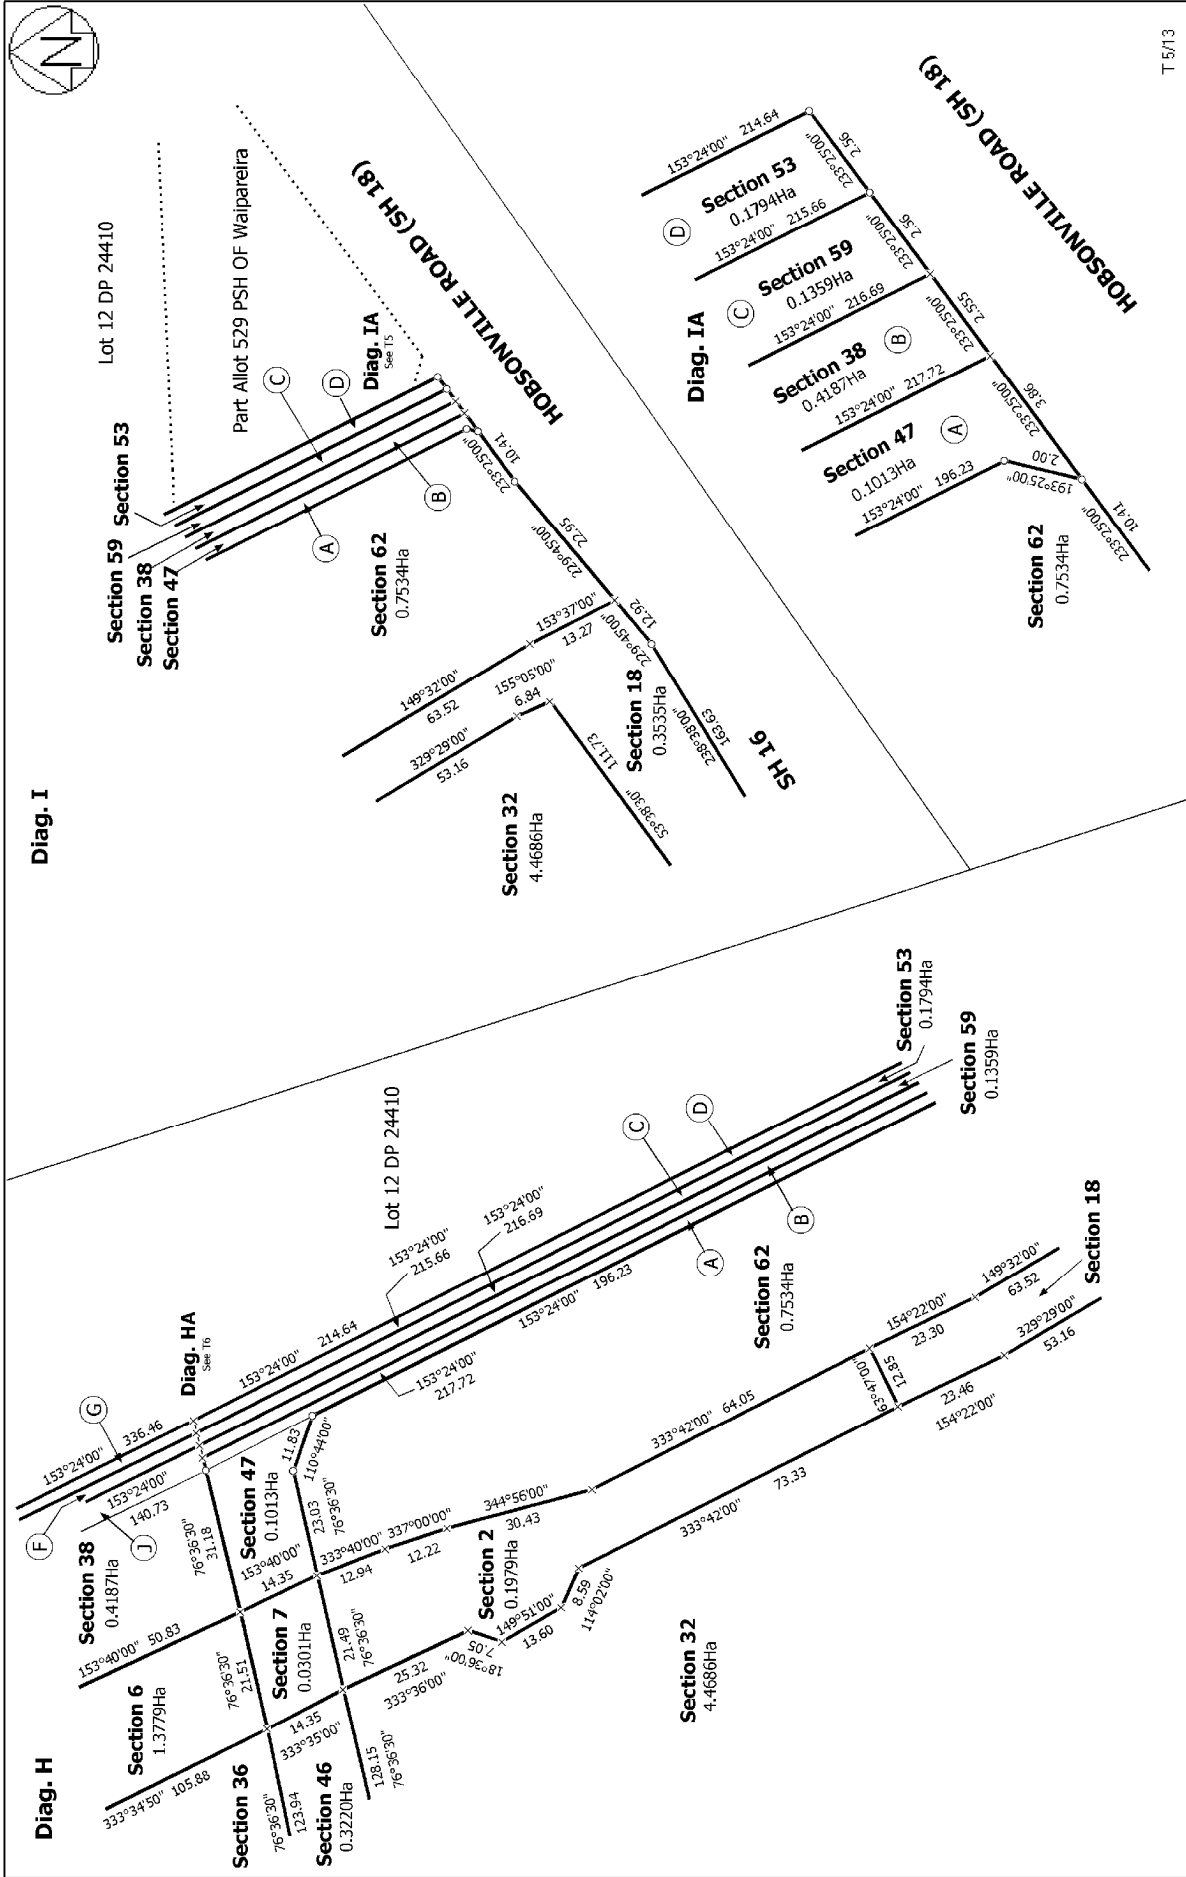 Diag. H
Section 6
1.3779Ha
Section 38
0.4187Ha
F
G
J
153°24'00" 336.46
153°24'00"
140.73
Diag. HA
See T6
153°40'00" 50.83
333°34'50" 105.88
76°36'30"
31.18
76°36'30"
21.51
Section 36
76°36'30"
123.94
Section 7
0.0301Ha
153°40'00"
14.35
Section 47
0.1013Ha
14.35
333°35'00"
Section 46
0.3220Ha
128.15
76°36'30"
21.49
76°36'30"
23.03
76°36'30"
11.83
110°44'00"
333°40'00"
12.94
337°00'00"
12.22
344°56'00"
30.43
25.32
333°36'00"
7.05
18°36'00"
Section 2
0.1979Ha
149°51'00"
13.60
8.59
114°02'00"
Section 32
4.4686Ha
333°42'00"
73.33
333°42'00" 64.05
63°47'00"
12.85
154°22'00"
23.30
23.46
154°22'00"
149°32'00"
63.52
329°29'00"
53.16
Section 18
153°24'00" 214.64
153°24'00"
215.66
153°24'00"
216.69
Lot 12 DP 24410
153°24'00" 196.23
153°24'00"
217.72
A
B
C
D
Section 62
0.7534Ha
Section 53
0.1794Ha
Section 59
0.1359Ha
Diag. I
Lot 12 DP 24410
Part Allot 529 PSH OF Waipareira
Section 53
Section 59
Section 38
Section 47
A
B
C
D
Diag. IA
See T5
Section 62
0.7534Ha
HOBSONVILLE ROAD (SH 18)
233°25'00"
10.41
229°45'00"
22.95
229°45'00"
12.92
153°37'00"
13.27
149°32'00"
63.52
155°05'00"
6.84
329°29'00"
53.16
Section 32
4.4686Ha
53°38'30"
111.73
Section 18
0.3535Ha
238°38'00"
163.63
SH 16
Diag. IA
153°24'00" 214.64
D
Section 53
0.1794Ha
233°25'00"
2.56
153°24'00" 215.66
C
Section 59
0.1359Ha
233°25'00"
2.56
153°24'00" 216.69
Section 38
0.4187Ha
B
233°25'00"
2.555
153°24'00" 217.72
Section 47
0.1013Ha
A
233°25'00"
3.86
153°24'00" 196.23
193°25'00"
2.00
233°25'00"
10.41
Section 62
0.7534Ha
HOBSONVILLE ROAD (SH 18)
T 5/13
N